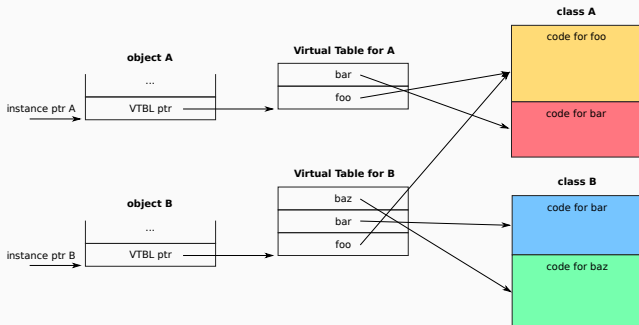 class A
code for foo
code for bar
object A
...
VTBL ptr
instance ptr A
Virtual Table for A
bar
foo
class B
code for bar
code for baz
object B
...
VTBL ptr
instance ptr B
Virtual Table for B
baz
bar
foo